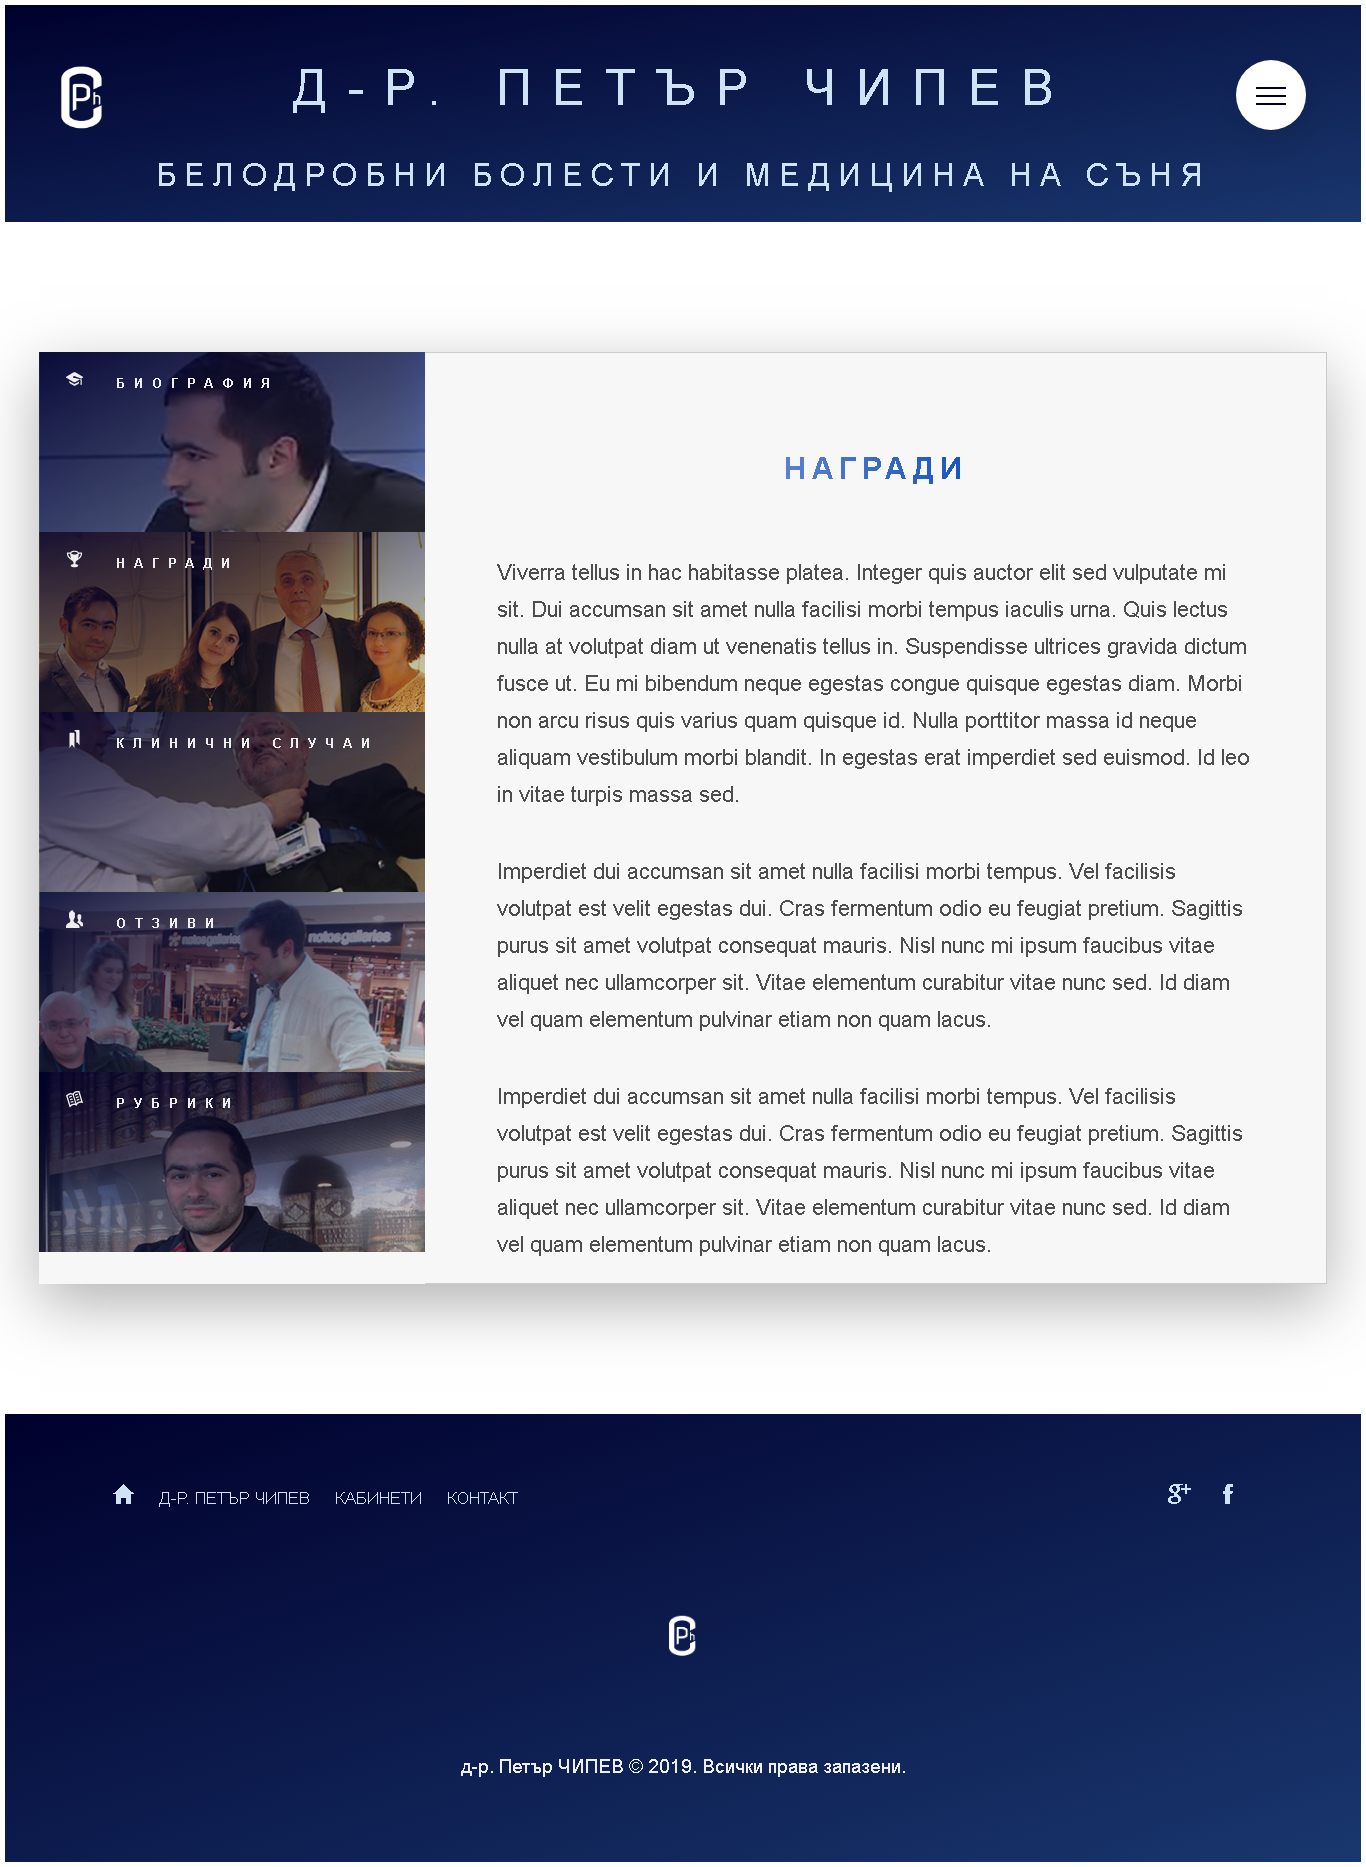 Д-Р. ПЕТЪР ЧИПЕВ
БЕЛОДРОБНИ БОЛЕСТИ И МЕДИЦИНА НА СЪНЯ
БИОГРАФИЯ
НАГРАДИ
КЛИНИЧНИ СЛУЧАИ
ОТЗИВИ
notosgalleries
notosgalleries
РУБРИКИ
НАГРАДИ
Viverra tellus in hac habitasse platea. Integer quis auctor elit sed vulputate mi
sit. Dui accumsan sit amet nulla facilisi morbi tempus iaculis urna. Quis lectus
nulla at volutpat diam ut venenatis tellus in. Suspendisse ultrices gravida dictum
fusce ut. Eu mi bibendum neque egestas congue quisque egestas diam. Morbi
non arcu risus quis varius quam quisque id. Nulla porttitor massa id neque
aliquam vestibulum morbi blandit. In egestas erat imperdiet sed euismod. Id leo
in vitae turpis massa sed.
Imperdiet dui accumsan sit amet nulla facilisi morbi tempus. Vel facilisis
volutpat est velit egestas dui. Cras fermentum odio eu feugiat pretium. Sagittis
purus sit amet volutpat consequat mauris. Nisl nunc mi ipsum faucibus vitae
aliquet nec ullamcorper sit. Vitae elementum curabitur vitae nunc sed. Id diam
vel quam elementum pulvinar etiam non quam lacus.
Imperdiet dui accumsan sit amet nulla facilisi morbi tempus. Vel facilisis
volutpat est velit egestas dui. Cras fermentum odio eu feugiat pretium. Sagittis
purus sit amet volutpat consequat mauris. Nisl nunc mi ipsum faucibus vitae
aliquet nec ullamcorper sit. Vitae elementum curabitur vitae nunc sed. Id diam
vel quam elementum pulvinar etiam non quam lacus.
Д-Р. ПЕТЪР ЧИПЕВ КАБИНЕТИ КОНТАКТ
g+ f
CPh
д-р. Петър ЧИПЕВ © 2019. Всички права запазени.